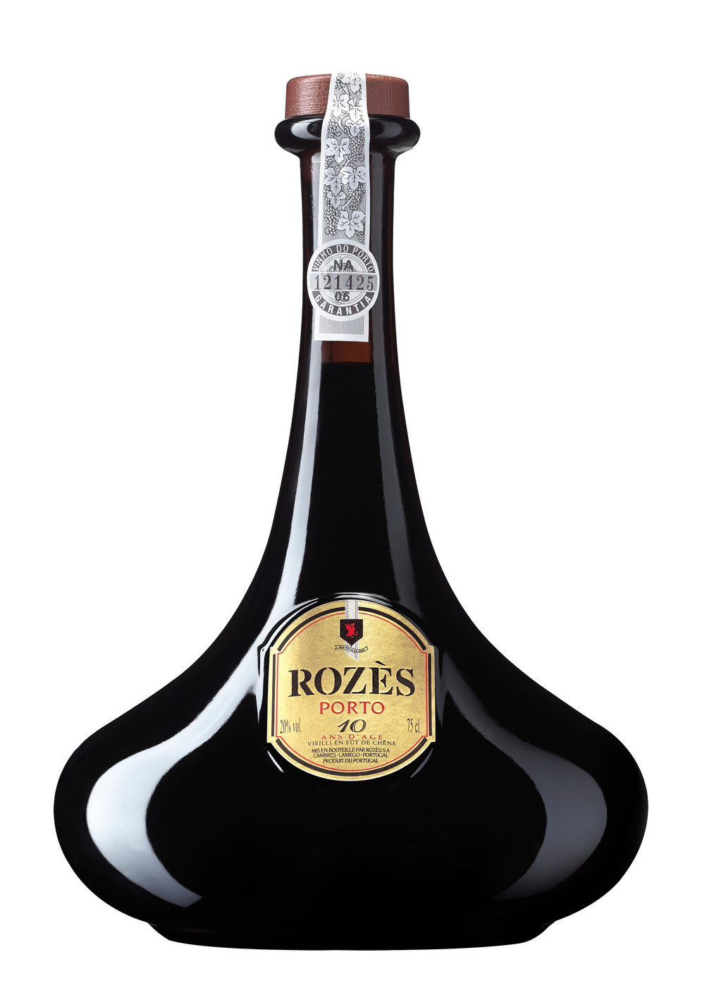 VINHO DO PORTO
NA
121425
06
GARANTIA
ROZÈS
PORTO
20% vol.
10
75 cl.
ANS D'AGE
VIEILLI EN FÛT DE CHÊNE
MIS EN BOUTEILLE PAR ROZÈS S.A
CAMBRES - LAMEGO - PORTUGAL
PRODUIT DU PORTUGAL